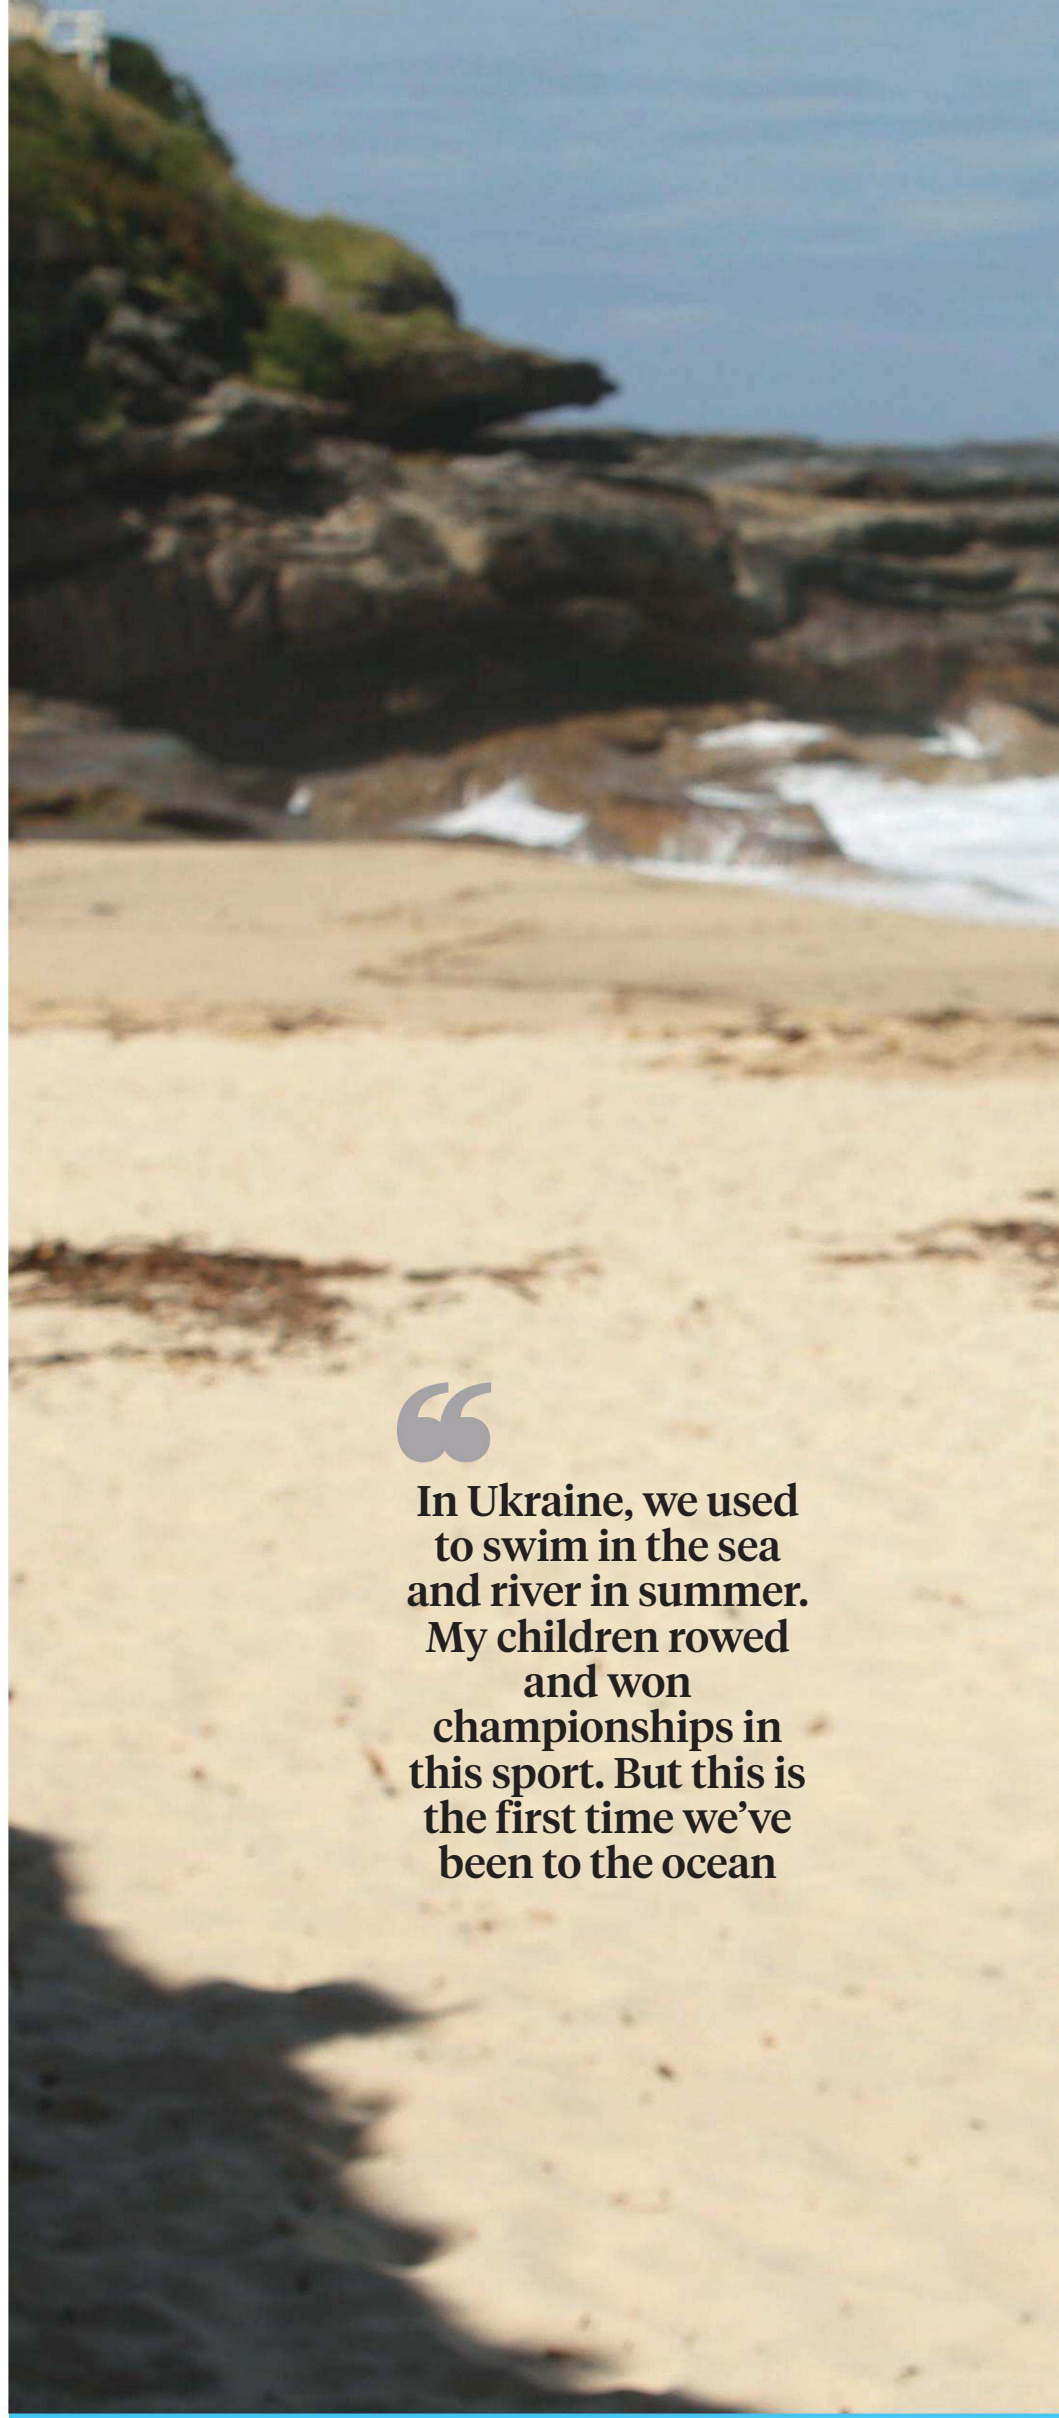 “
In Ukraine, we used
to swim in the sea
and river in summer.
My children rowed
and won
championships in
this sport. But this is
the first time we’ve
been to the ocean